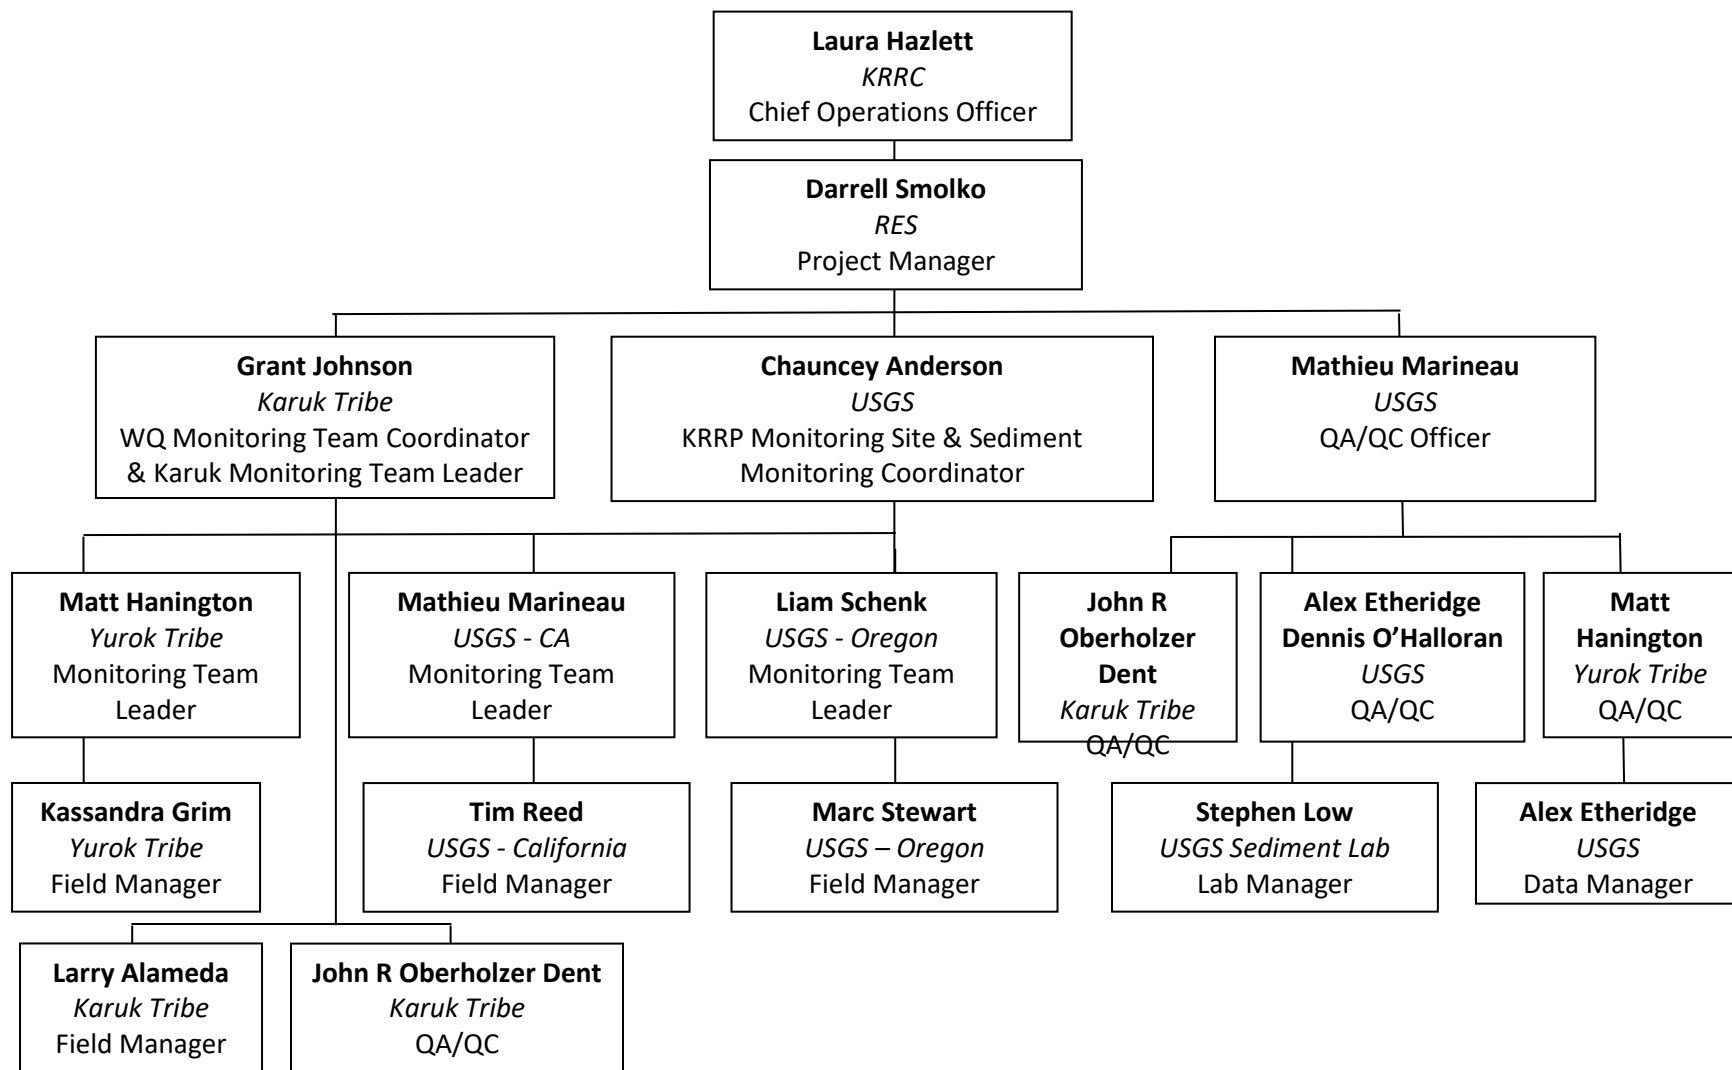 Laura Hazlett
KRRC
Chief Operations Officer
Darrell Smolko
RES
Project Manager
Grant Johnson
Karuk Tribe
WQ Monitoring Team Coordinator
& Karuk Monitoring Team Leader
Chauncey Anderson
USGS
KRRP Monitoring Site & Sediment
Monitoring Coordinator
Mathieu Marineau
USGS
QA/QC Officer
Matt Hanington
Yurok Tribe
Monitoring Team
Leader
Mathieu Marineau
USGS - CA
Monitoring Team
Leader
Liam Schenk
USGS - Oregon
Monitoring Team
Leader
John R
Oberholzer
Dent
Karuk Tribe
QA/QC
Alex Etheridge
Dennis O’Halloran
USGS
QA/QC
Matt
Hanington
Yurok Tribe
QA/QC
Kassandra Grim
Yurok Tribe
Field Manager
Tim Reed
USGS - California
Field Manager
Marc Stewart
USGS – Oregon
Field Manager
Stephen Low
USGS Sediment Lab
Lab Manager
Alex Etheridge
USGS
Data Manager
Larry Alameda
Karuk Tribe
Field Manager
John R Oberholzer Dent
Karuk Tribe
QA/QC